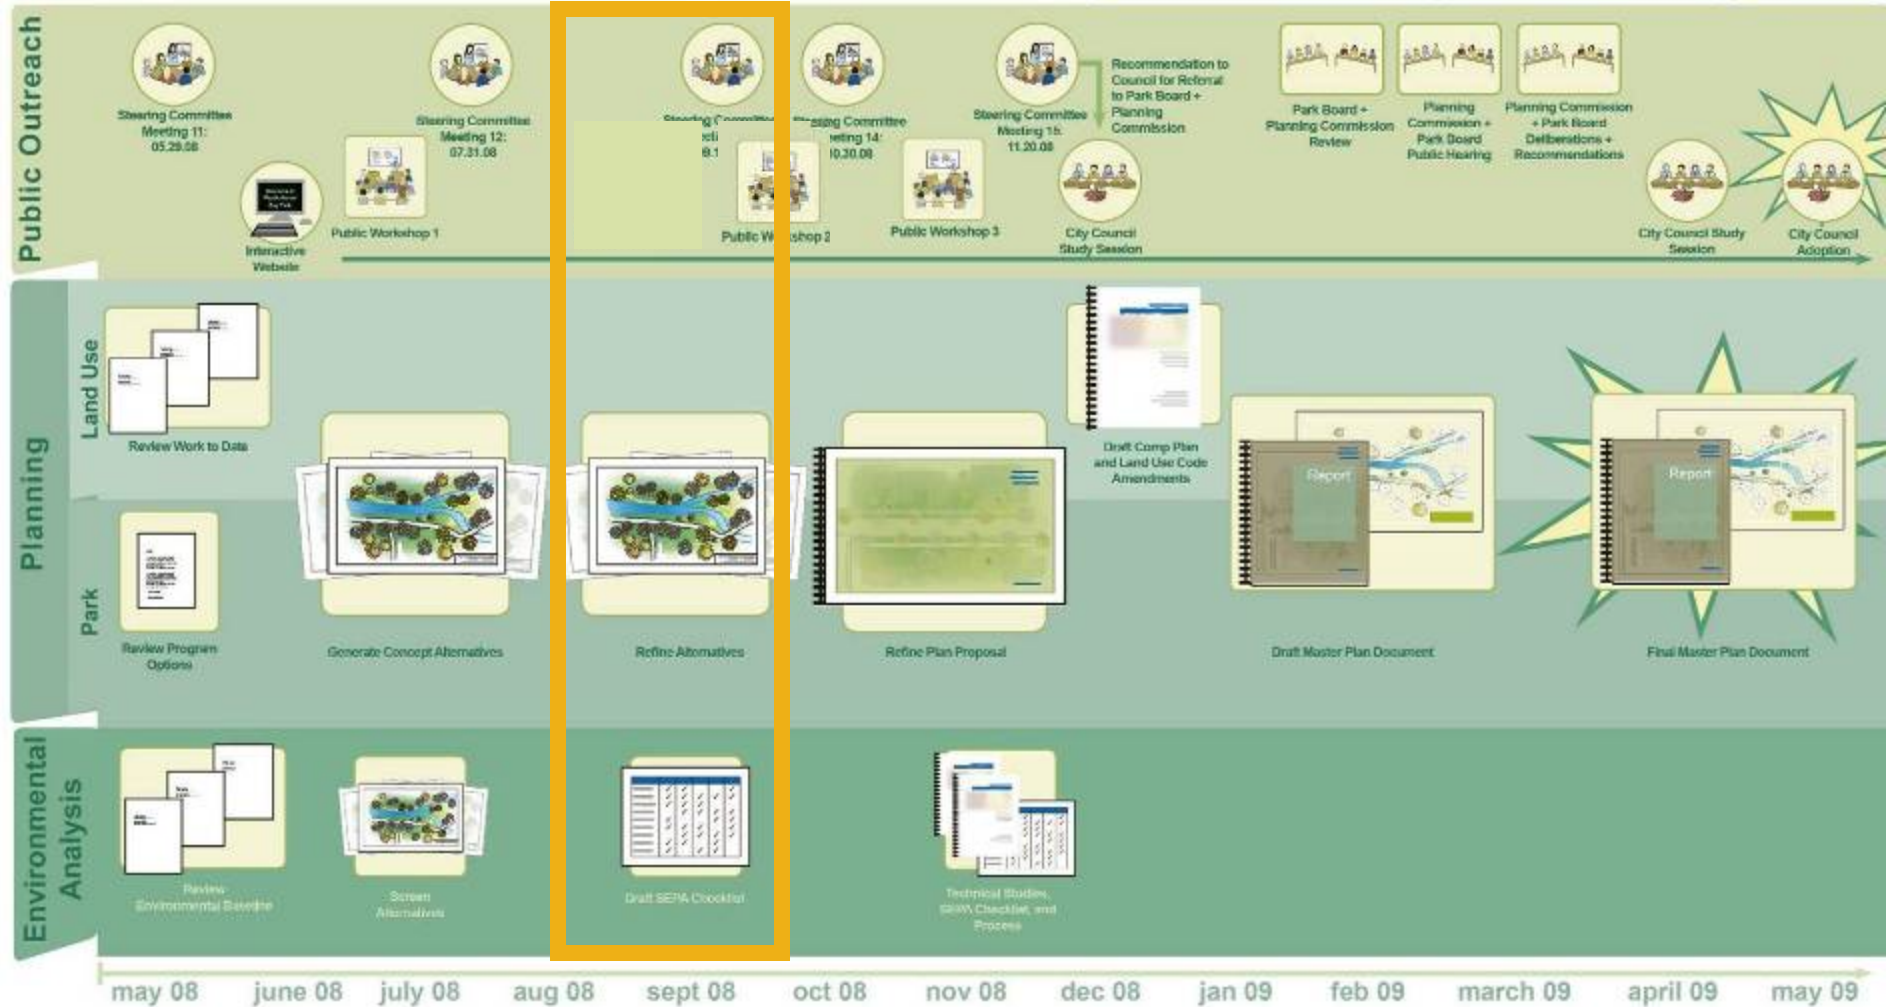 Public Outreach
Steering Committee
Meeting 11:
05.29.08
Interactive
Website
Steering Committee
Meeting 12:
07.31.08
Public Workshop 1
Steering Committee
Public Workshop 2
Committee
eeting 14:
0.30.08
Public Workshop 3
Steering Committee
Meeting 15:
11.20.08
Recommendation to
Council for Referral
to Park Board +
Planning
Commission
City Council
Study Session
Park Board +
Planning Commission
Review
Planning
Commission +
Park Board
Public Hearing
Planning Commission
+ Park Board
Deliberations +
Recommendations
City Council Study
Session
City Council
Adoption
Planning
Land Use
Review Work to Date
Draft Comp Plan
and Land Use Code
Amendments
Park
Review Program
Options
Generate Concept Alternatives
Refine Alternatives
Refine Plan Proposal
Report
Draft Master Plan Document
Report
Final Master Plan Document
Environmental
Analysis
Review
Environmental Baseline
Screen
Alternatives
Draft SEPA Checklist
Technical Studies,
SEPA Checklist, and
Process
may 08 june 08 july 08 aug 08 sept 08 oct 08 nov 08 dec 08 jan 09 feb 09 march 09 april 09 may 09